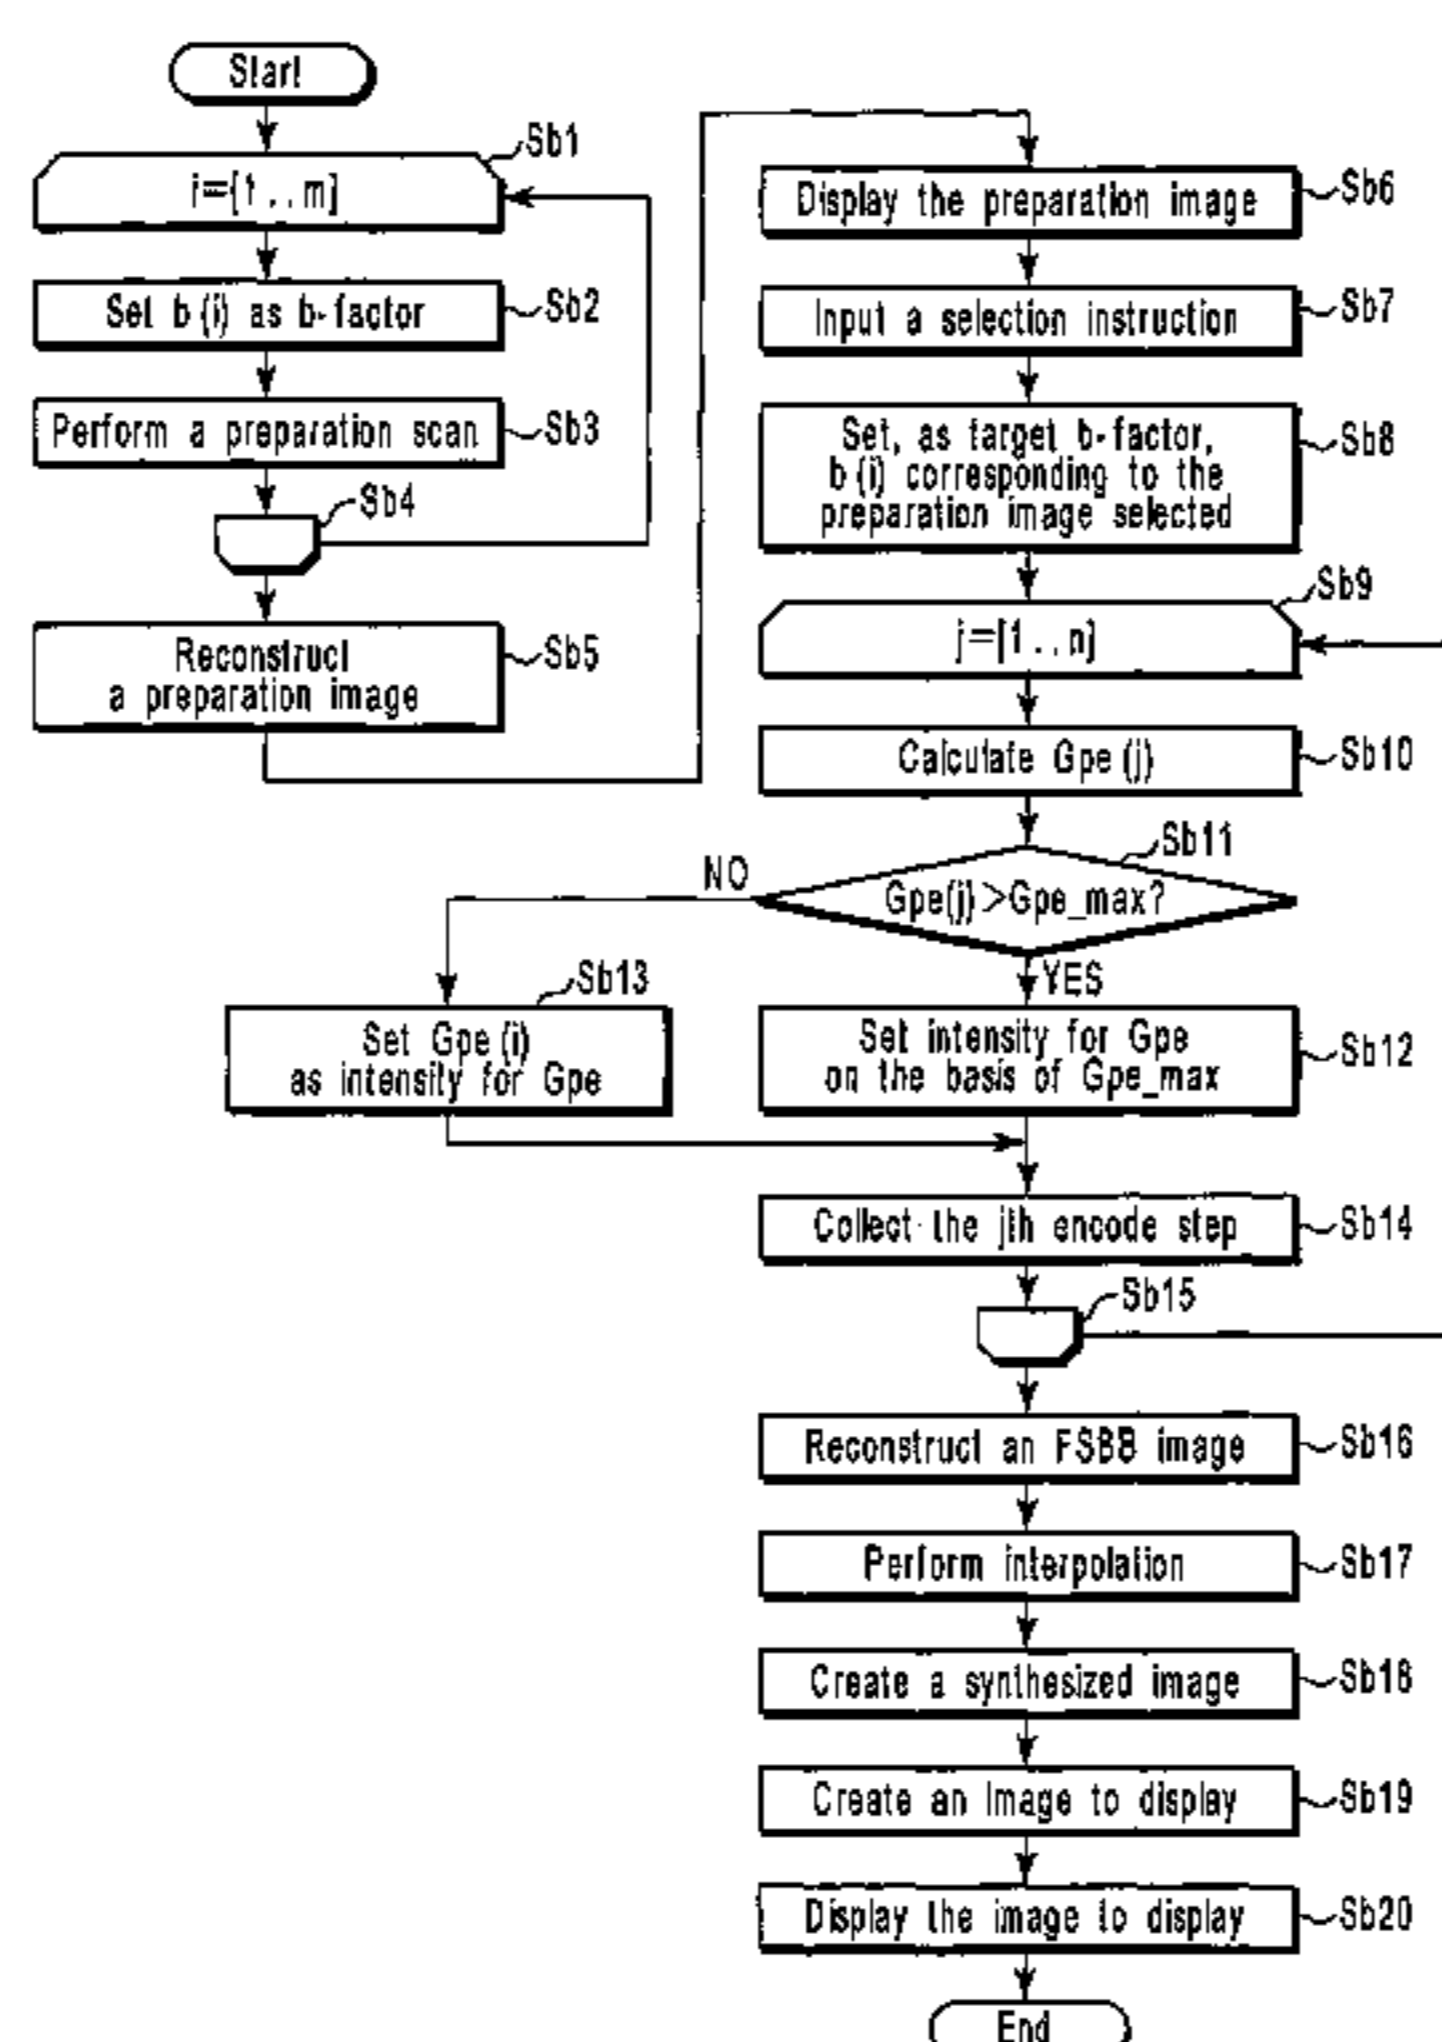 Start
Sb1
i=[1..m]
Set b(i) as b-factor
Sb2
Perform a preparation scan
Sb3
Sb4
Reconstruct
a preparation image
Sb5
Display the preparation image
Sb6
Input a selection instruction
Sb7
Set, as target b-factor,
b(i) corresponding to the
preparation image selected
Sb8
Sb9
j=[1..n]
Calculate Gpe(j)
Sb10
Sb11
Gpe(j)>Gpe_max?
NO
YES
Sb13
Set Gpe(i)
as intensity for Gpe
Set intensity for Gpe
on the basis of Gpe_max
Sb12
Collect the jth encode step
Sb14
Sb15
Reconstruct an FSBB image
Sb16
Perform interpolation
Sb17
Create a synthesized image
Sb18
Create an image to display
Sb19
Display the image to display
Sb20
End